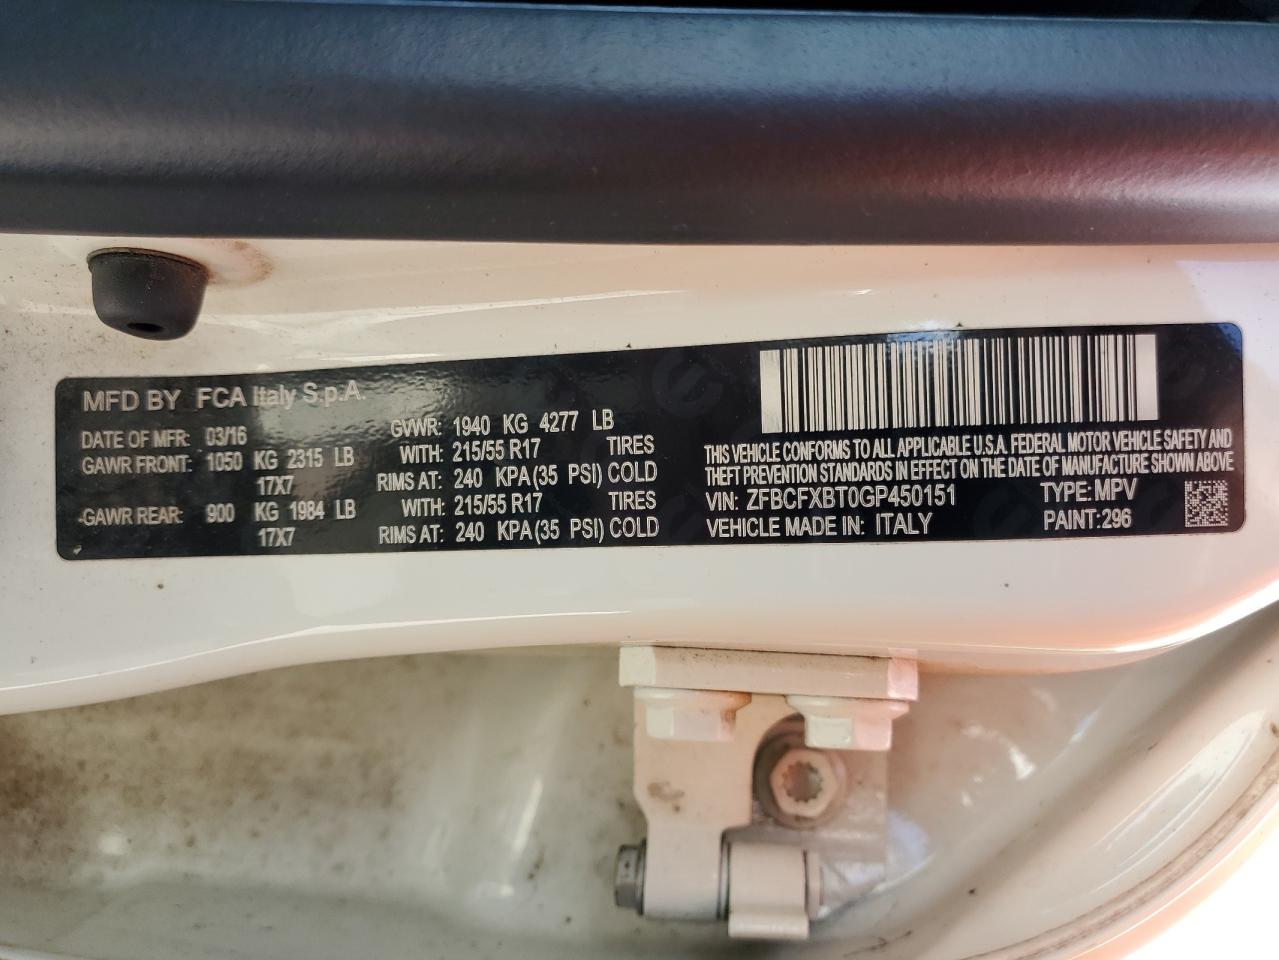 MFD BY FCA Italy S.p.A.
DATE OF MFR: 03/16
GVWR: 1940 KG 4277 LB
GAWR FRONT: 1050 KG 2315 LB WITH: 215/55 R17 TIRES
17X7 RIMS AT: 240 KPA (35 PSI) COLD
GAWR REAR: 900 KG 1984 LB WITH: 215/55 R17 TIRES
17X7 RIMS AT: 240 KPA (35 PSI) COLD
THIS VEHICLE CONFORMS TO ALL APPLICABLE U.S.A. FEDERAL MOTOR VEHICLE SAFETY AND
THEFT PREVENTION STANDARDS IN EFFECT ON THE DATE OF MANUFACTURE SHOWN ABOVE
VIN: ZFBCFXBT0GP450151 TYPE: MPV
VEHICLE MADE IN: ITALY PAINT: 296